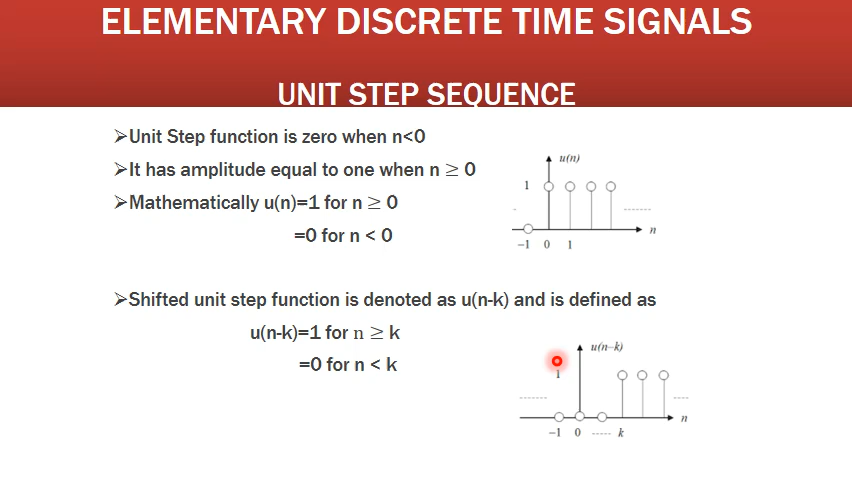 ELEMENTARY DISCRETE TIME SIGNALS
UNIT STEP SEQUENCE
➢Unit Step function is zero when n<0
➢It has amplitude equal to one when n ≥ 0
➢Mathematically u(n)=1 for n ≥ 0
=0 for n < 0
u(n)
1
n
−1 0 1
➢Shifted unit step function is denoted as u(n-k) and is defined as
u(n-k)=1 for n ≥ k
=0 for n < k
u(n−k)
1
n
−1 0 ----- k